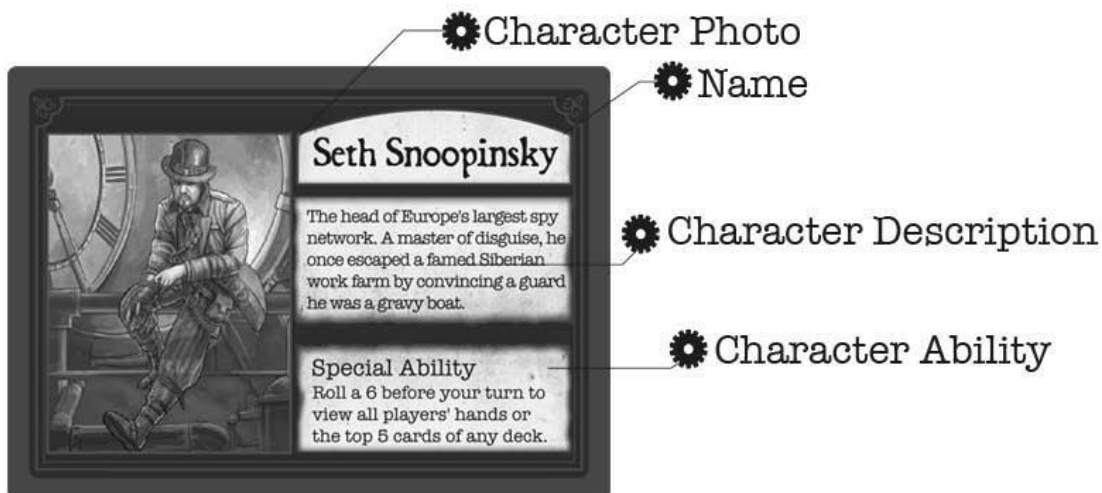 Character Photo
Name
Seth Snoopinsky
The head of Europe's largest spy
network. A master of disguise, he
once escaped a famed Siberian
work farm by convincing a guard
he was a gravy boat.
Character Description
Special Ability
Roll a 6 before your turn to
view all players' hands or
the top 5 cards of any deck.
Character Ability